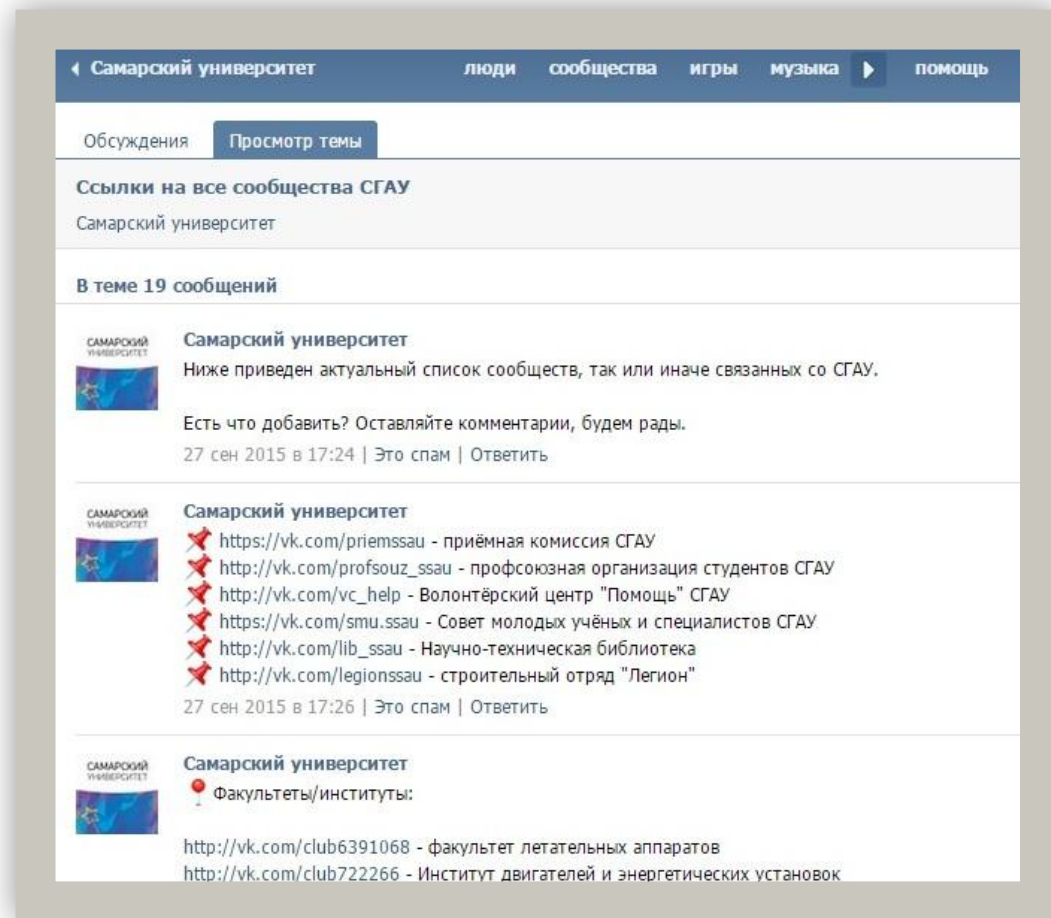 Самарский университет люди сообщества игры музыка помощь
Обсуждения Просмотр темы
Ссылки на все сообщества СГАУ
Самарский университет
В теме 19 сообщений
САМАРСКИЙ
УНИВЕРСИТЕТ
Самарский университет
Ниже приведен актуальный список сообществ, так или иначе связанных со СГАУ.
Есть что добавить? Оставляйте комментарии, будем рады.
27 сен 2015 в 17:24 | Это спам | Ответить
САМАРСКИЙ
УНИВЕРСИТЕТ
Самарский университет
https://vk.com/priemssau - приёмная комиссия СГАУ
http://vk.com/profsouz_ssau - профсоюзная организация студентов СГАУ
http://vk.com/vc_help - Волонтёрский центр "Помощь" СГАУ
https://vk.com/smu.ssau - Совет молодых учёных и специалистов СГАУ
http://vk.com/lib_ssau - Научно-техническая библиотека
http://vk.com/legionssau - строительный отряд "Легион"
27 сен 2015 в 17:26 | Это спам | Ответить
САМАРСКИЙ
УНИВЕРСИТЕТ
Самарский университет
Факультеты/институты:
http://vk.com/club6391068 - факультет летательных аппаратов
http://vk.com/club722266 - Институт двигателей и энергетических установок